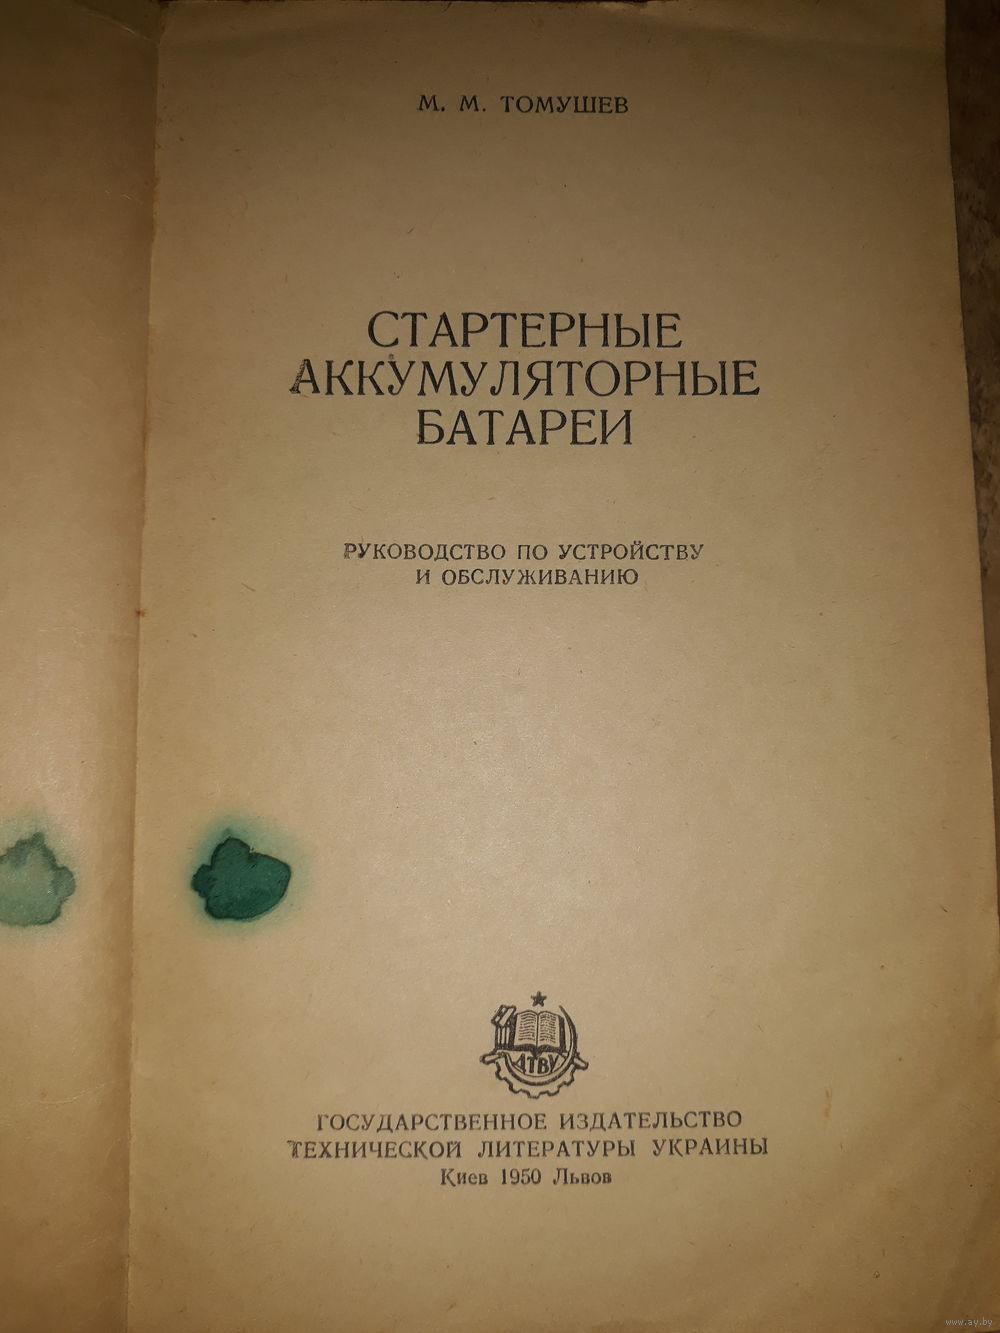 М. М. ТОМУШЕВ
СТАРТЕРНЫЕ
АККУМУЛЯТОРНЫЕ
БАТАРЕИ
РУКОВОДСТВО ПО УСТРОЙСТВУ
И ОБСЛУЖИВАНИЮ
ДТВУ
ГОСУДАРСТВЕННОЕ ИЗДАТЕЛЬСТВО
ТЕХНИЧЕСКОЙ ЛИТЕРАТУРЫ УКРАИНЫ
Киев 1950 Львов
www.ay.by